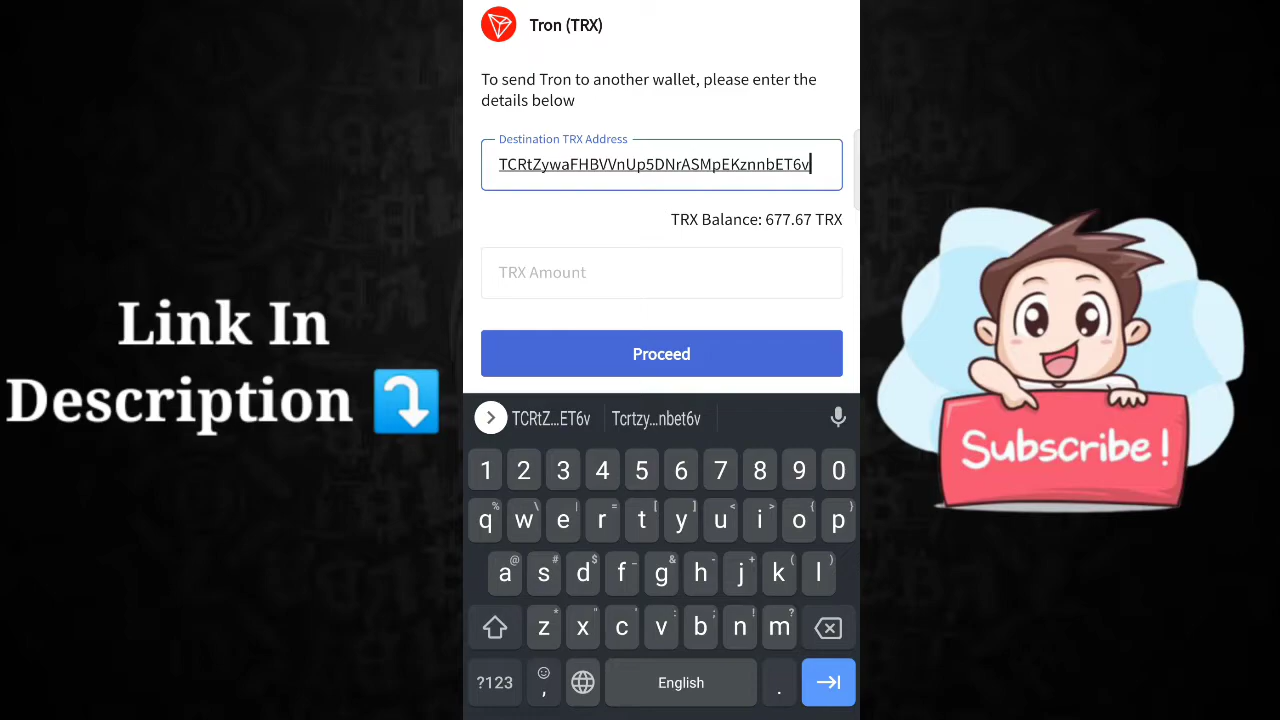 Tron (TRX)
To send Tron to another wallet, please enter the
details below
Destination TRX Address
TCRtZywaFHBVVnUp5DNrASMpEKznnbET6v
TRX Balance: 677.67 TRX
TRX Amount
Proceed
Link In
Description
Subscribe!
TCRtZ...ET6v Tcrtzy...nbet6v
1 2 3 4 5 6 7 8 9 0
% \ | = [ ] < > { }
q w e r t y u i o p
@ # $ _ & - + ( )
a s d f g h j k l
* " ' : ; ! ?
z x c v b n m
?123 , English .